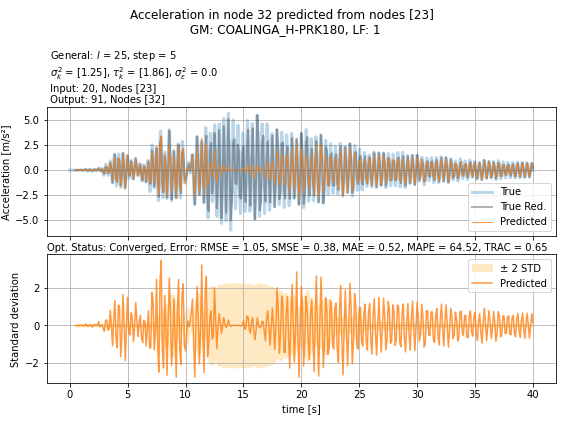 Acceleration in node 32 predicted from nodes [23]
GM: COALINGA_H-PRK180, LF: 1
General: l = 25, step = 5
σ²ₖ = [1.25], τ²ₖ = [1.86], σ²ε = 0.0
Input: 20, Nodes [23]
Output: 91, Nodes [32]
Acceleration [m/s²]
5.0
2.5
0.0
−2.5
−5.0
True
True Red.
Predicted
Opt. Status: Converged, Error: RMSE = 1.05, SMSE = 0.38, MAE = 0.52, MAPE = 64.52, TRAC = 0.65
Standard deviation
2
0
−2
± 2 STD
Predicted
0 5 10 15 20 25 30 35 40
time [s]